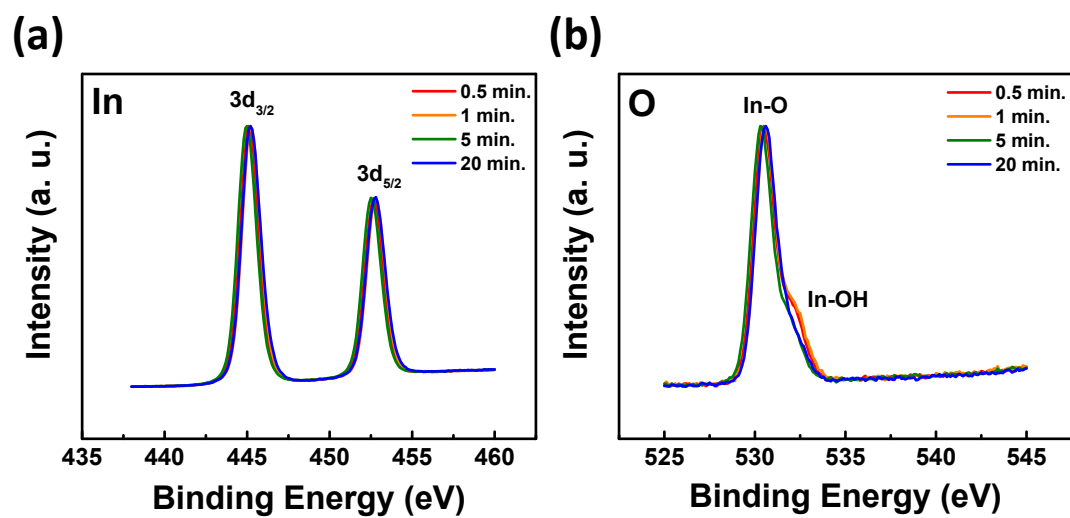 (a)
In
3d3/2
3d5/2
0.5 min.
1 min.
5 min.
20 min.
Intensity (a. u.)
435 440 445 450 455 460
Binding Energy (eV)
(b)
O
In-O
In-OH
0.5 min.
1 min.
5 min.
20 min.
Intensity (a. u.)
525 530 535 540 545
Binding Energy (eV)